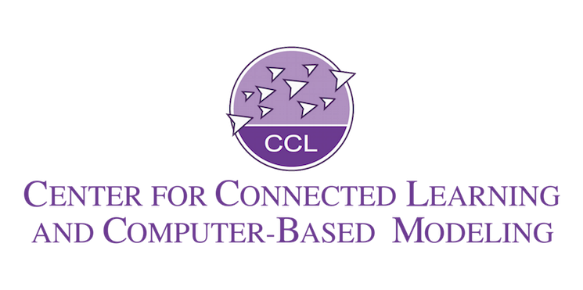 CCL
CENTER FOR CONNECTED LEARNING
AND COMPUTER-BASED MODELING